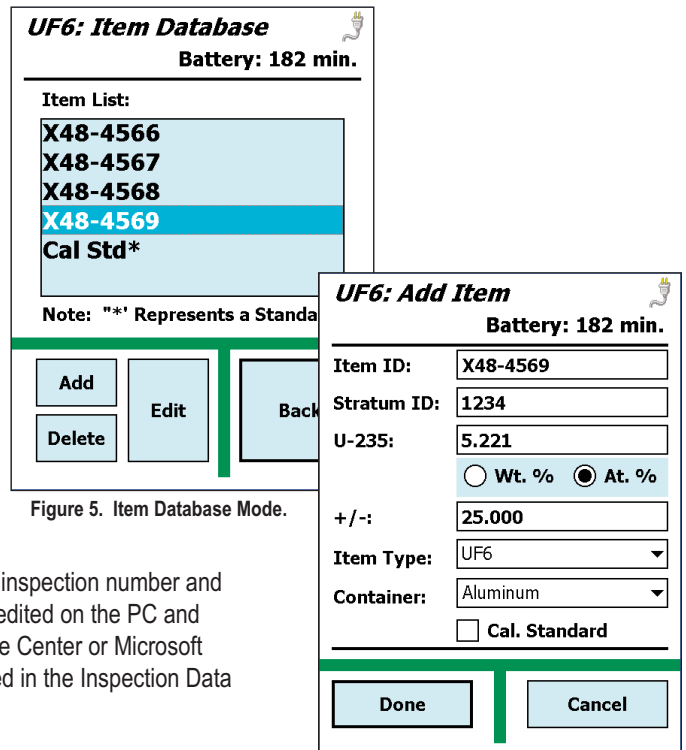 UF6: Item Database
Battery: 182 min.
Item List:
X48-4566
X48-4567
X48-4568
X48-4569
Cal Std*
Note: "*' Represents a Standa
Add
Delete
Edit
Back
Figure 5. Item Database Mode.
inspection number and
edited on the PC and
e Center or Microsoft
ed in the Inspection Data
UF6: Add Item
Battery: 182 min.
Item ID: X48-4569
Stratum ID: 1234
U-235: 5.221
Wt. % At. %
+/-: 25.000
Item Type: UF6
Container: Aluminum
Cal. Standard
Done Cancel